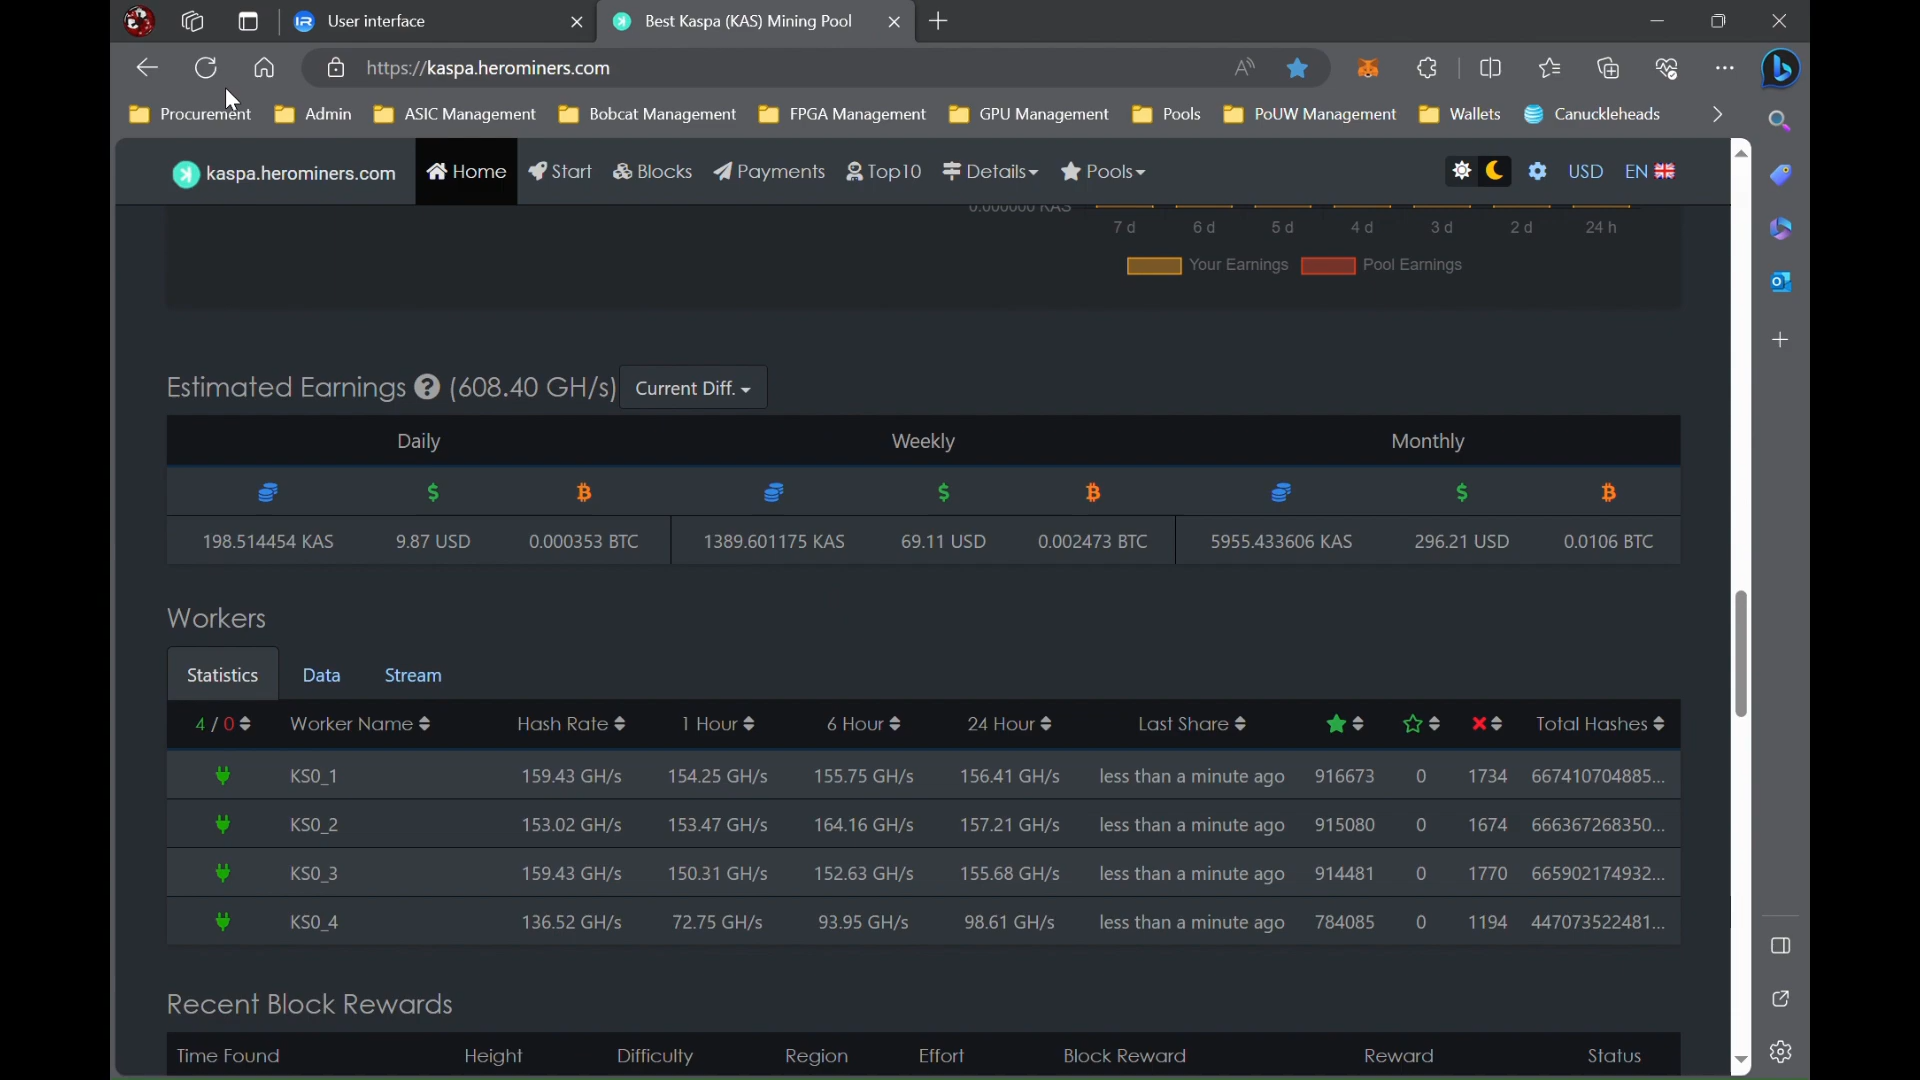 User interface
Best Kaspa (KAS) Mining Pool
https://kaspa.herominers.com
Procurement Admin ASIC Management Bobcat Management FPGA Management GPU Management Pools PoUW Management Wallets Canuckleheads
kaspa.herominers.com Home Start Blocks Payments Top10 Details Pools USD EN
0.000000 KAS
7 d 6 d 5 d 4 d 3 d 2 d 24 h
Your Earnings Pool Earnings
Estimated Earnings ? (608.40 GH/s) Current Diff.
Daily Weekly Monthly
$ $ $
198.514454 KAS 9.87 USD 0.000353 BTC 1389.601175 KAS 69.11 USD 0.002473 BTC 5955.433606 KAS 296.21 USD 0.0106 BTC
Workers
Statistics Data Stream
4 / 0 Worker Name Hash Rate 1 Hour 6 Hour 24 Hour Last Share Total Hashes
KS0_1 159.43 GH/s 154.25 GH/s 155.75 GH/s 156.41 GH/s less than a minute ago 916673 0 1734 667410704885...
KS0_2 153.02 GH/s 153.47 GH/s 164.16 GH/s 157.21 GH/s less than a minute ago 915080 0 1674 666367268350...
KS0_3 159.43 GH/s 150.31 GH/s 152.63 GH/s 155.68 GH/s less than a minute ago 914481 0 1770 665902174932...
KS0_4 136.52 GH/s 72.75 GH/s 93.95 GH/s 98.61 GH/s less than a minute ago 784085 0 1194 447073522481...
Recent Block Rewards
Time Found Height Difficulty Region Effort Block Reward Reward Status